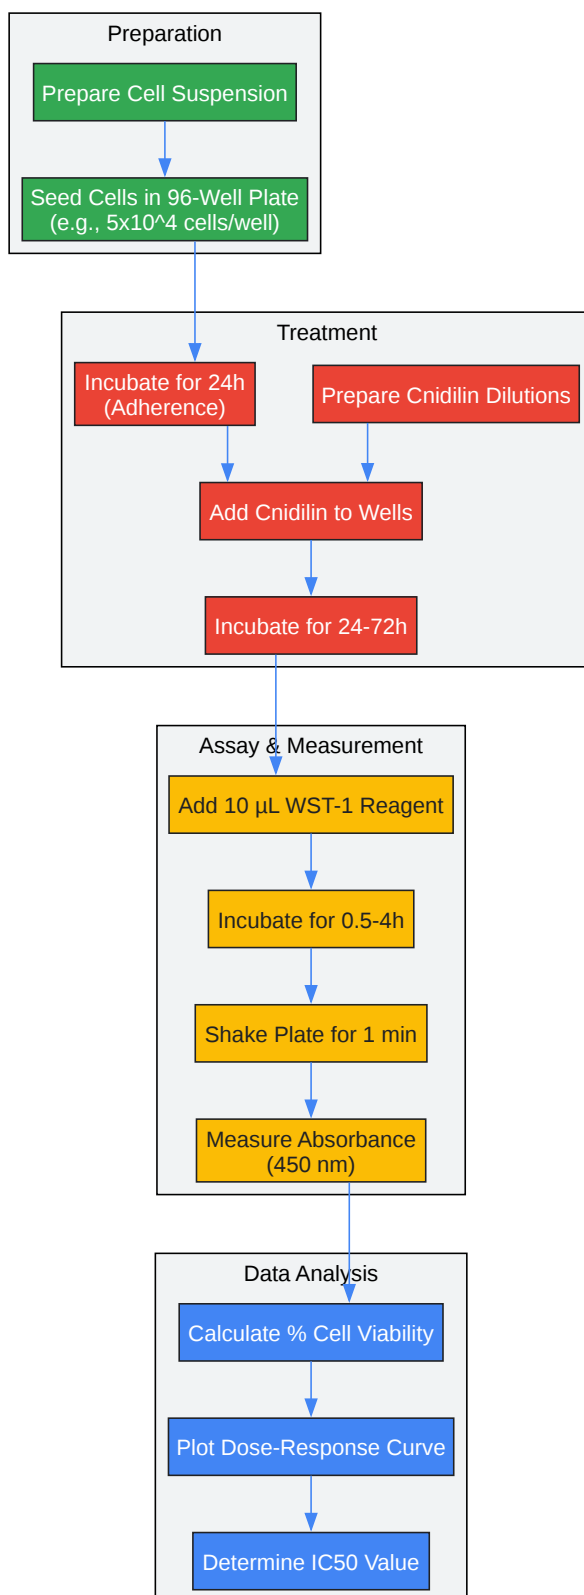 Preparation
Prepare Cell Suspension
Seed Cells in 96-Well Plate
(e.g., 5x10^4 cells/well)
Treatment
Incubate for 24h
(Adherence)
Prepare Cnidilin Dilutions
Add Cnidilin to Wells
Incubate for 24-72h
Assay & Measurement
Add 10 µL WST-1 Reagent
Incubate for 0.5-4h
Shake Plate for 1 min
Measure Absorbance
(450 nm)
Data Analysis
Calculate % Cell Viability
Plot Dose-Response Curve
Determine IC50 Value